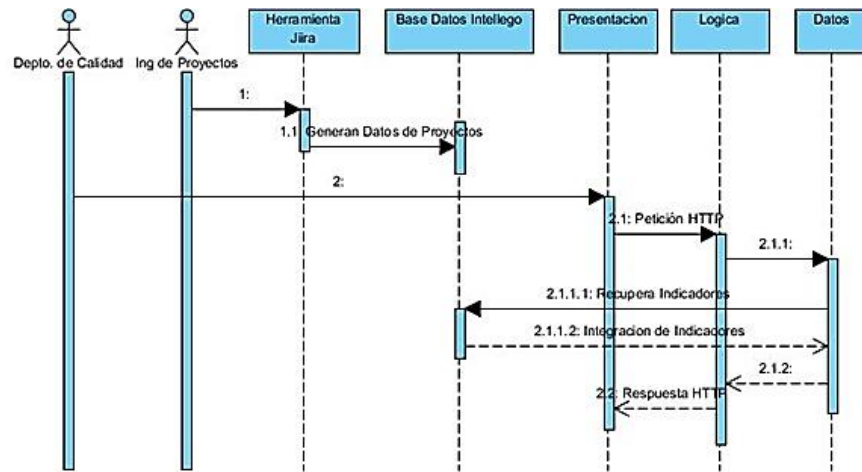 Herramienta
Jiira
Base Datos Intellego
Presentacion
Logica
Datos
Depto. de Calidad
Ing de Proyectos
1:
1.1: Generan Datos de Proyectos
2:
2.1: Petición HTTP
2.1.1:
2.1.1.1: Recupera Indicadores
2.1.1.2: Integracion de Indicadores
2.1.2:
2.2: Respuesta HTTP